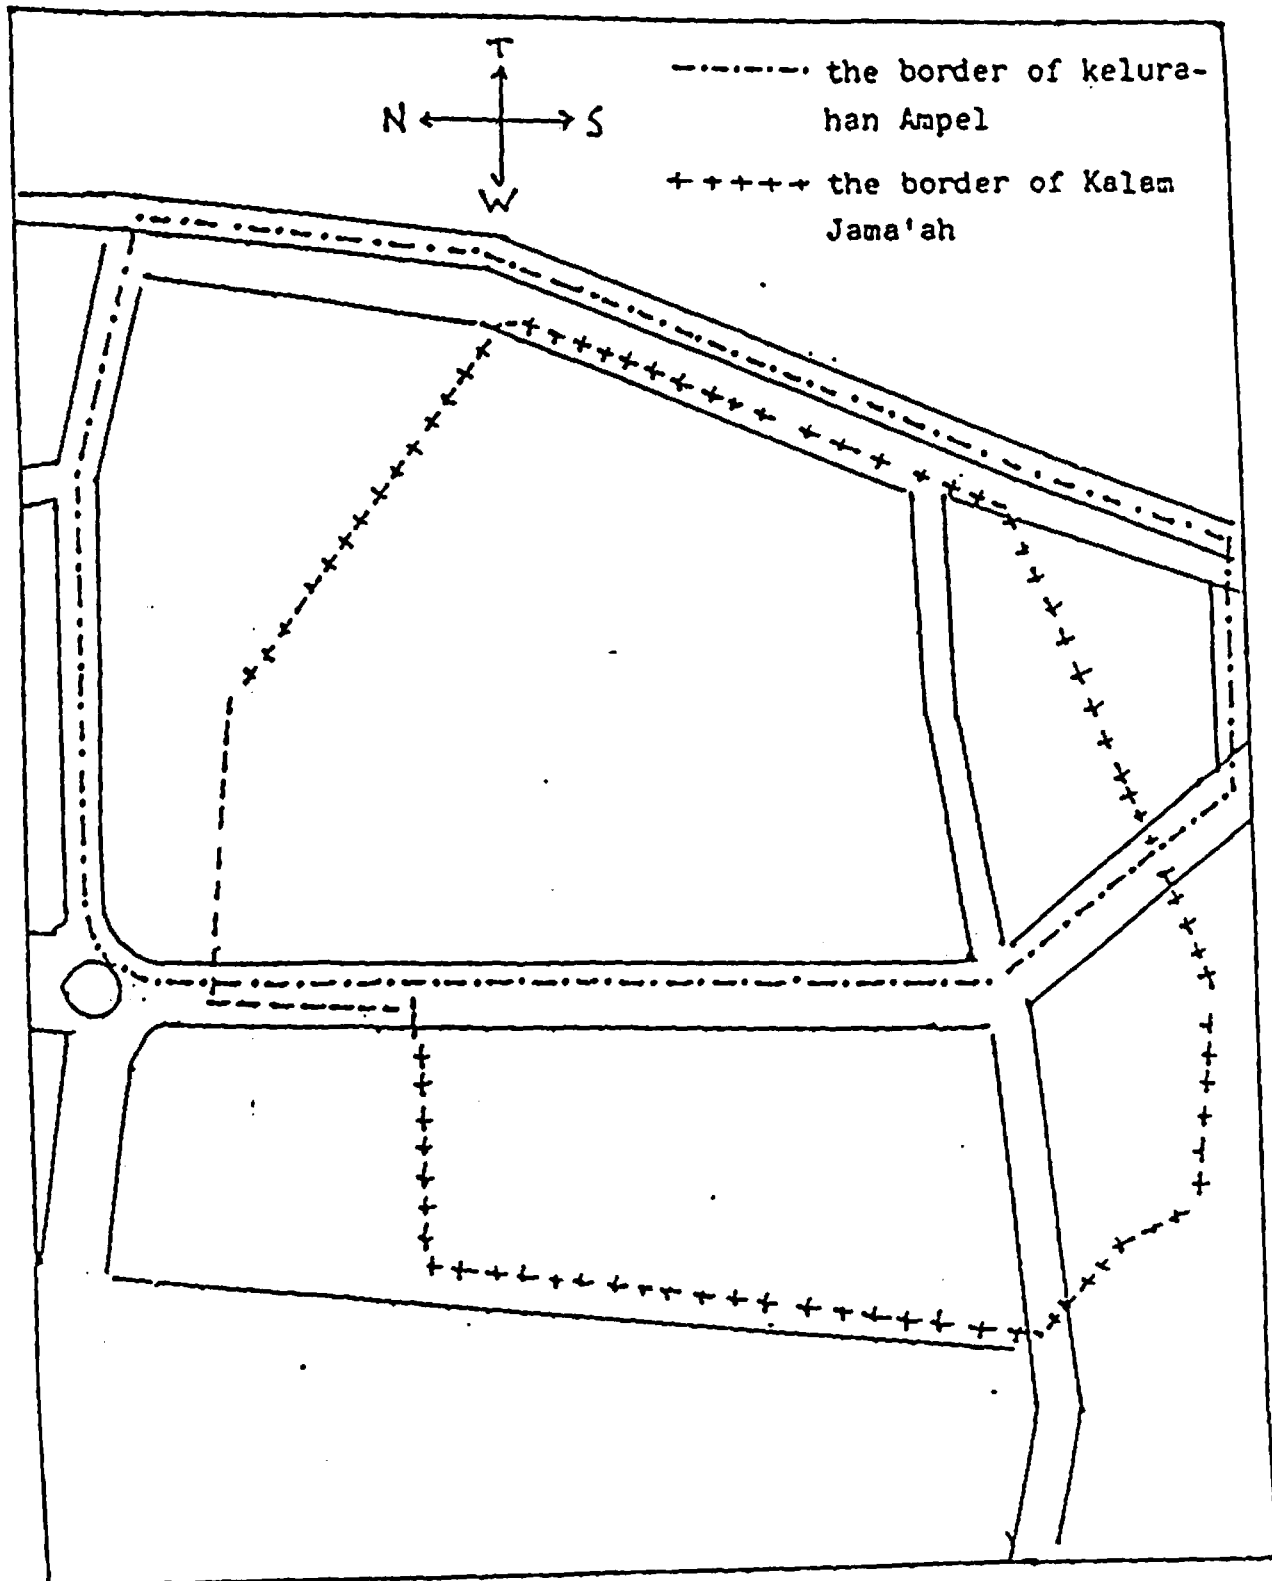 T
N S
W
the border of kelura-
han Ampel
the border of Kalam
Jama'ah